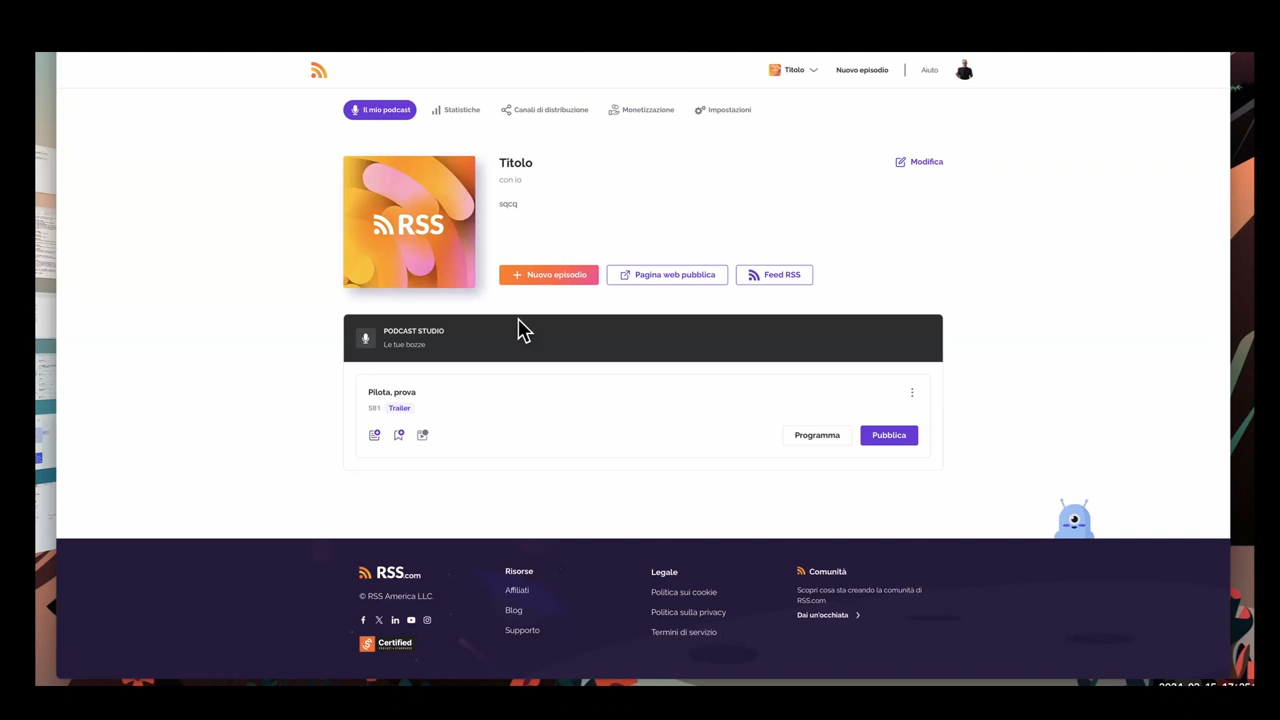 Titolo
Nuovo episodio
Aiuto
Il mio podcast
Statistiche
Canali di distribuzione
Monetizzazione
Impostazioni
RSS
Titolo
Modifica
con io
sqcq
Nuovo episodio
Pagina web pubblica
Feed RSS
PODCAST STUDIO
Le tue bozze
Pilota, prova
Trailer
Programma
Pubblica
RSS.com
© RSS America LLC.
Certified
Risorse
Affiliati
Blog
Supporto
Legale
Politica sui cookie
Politica sulla privacy
Termini di servizio
Comunità
Scopri cosa sta creando la comunità di
RSS.com
Dai un'occhiata